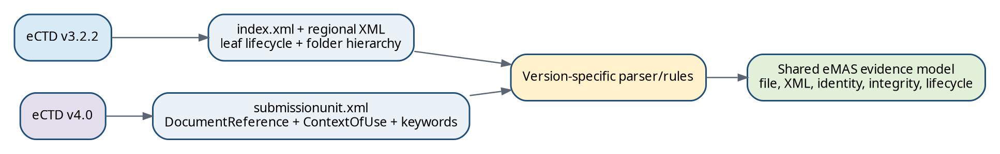 eCTD v3.2.2
index.xml + regional XML
leaf lifecycle + folder hierarchy
Version-specific parser/rules
Shared eMAS evidence model
file, XML, identity, integrity, lifecycle
eCTD v4.0
submissionunit.xml
DocumentReference + ContextOfUse + keywords